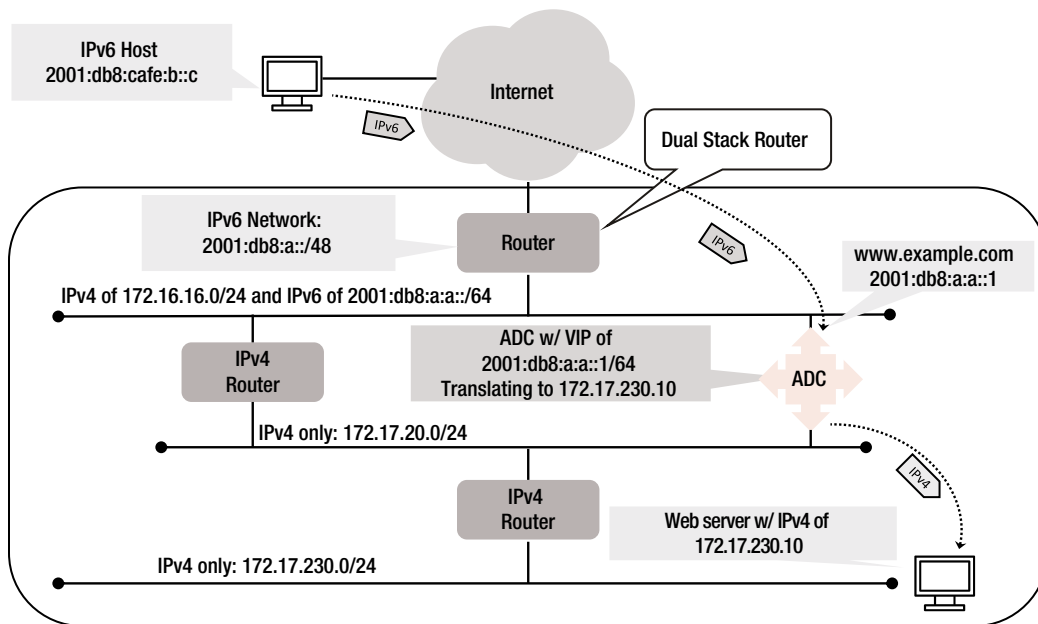 IPv6 Host
2001:db8:cafe:b::c
Internet
IPv6
Dual Stack Router
IPv6 Network:
2001:db8:a::/48
Router
IPv6
www.example.com
2001:db8:a:a::1
IPv4 of 172.16.16.0/24 and IPv6 of 2001:db8:a:a::/64
IPv4
Router
ADC w/ VIP of
2001:db8:a:a::1/64
Translating to 172.17.230.10
ADC
IPv4 only: 172.17.20.0/24
IPv4
IPv4
Router
Web server w/ IPv4 of
172.17.230.10
IPv4 only: 172.17.230.0/24